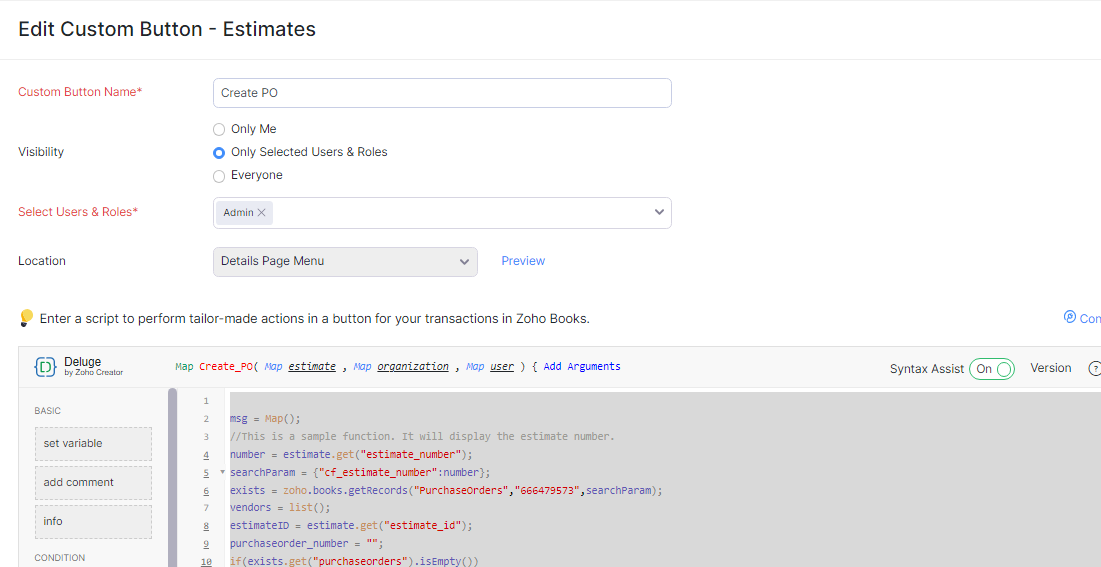 Edit Custom Button - Estimates
Custom Button Name*
Create PO
Only Me
Visibility
Only Selected Users & Roles
Everyone
Select Users & Roles*
Admin
Location
Details Page Menu
Preview
Enter a script to perform tailor-made actions in a button for your transactions in Zoho Books.
Con
Deluge
by Zoho Creator
Map Create_PO( Map estimate , Map organization , Map user ) { Add Arguments
Syntax Assist On
Version
?
BASIC
set variable
add comment
info
CONDITION
1
2 msg = Map();
3 //This is a sample function. It will display the estimate number.
4 number = estimate.get("estimate_number");
5 searchParam = {"cf_estimate_number":number};
6 exists = zoho.books.getRecords("PurchaseOrders","666479573",searchParam);
7 vendors = list();
8 estimateID = estimate.get("estimate_id");
9 purchaseorder_number = "";
10 if(exists.get("purchaseorders").isEmpty())